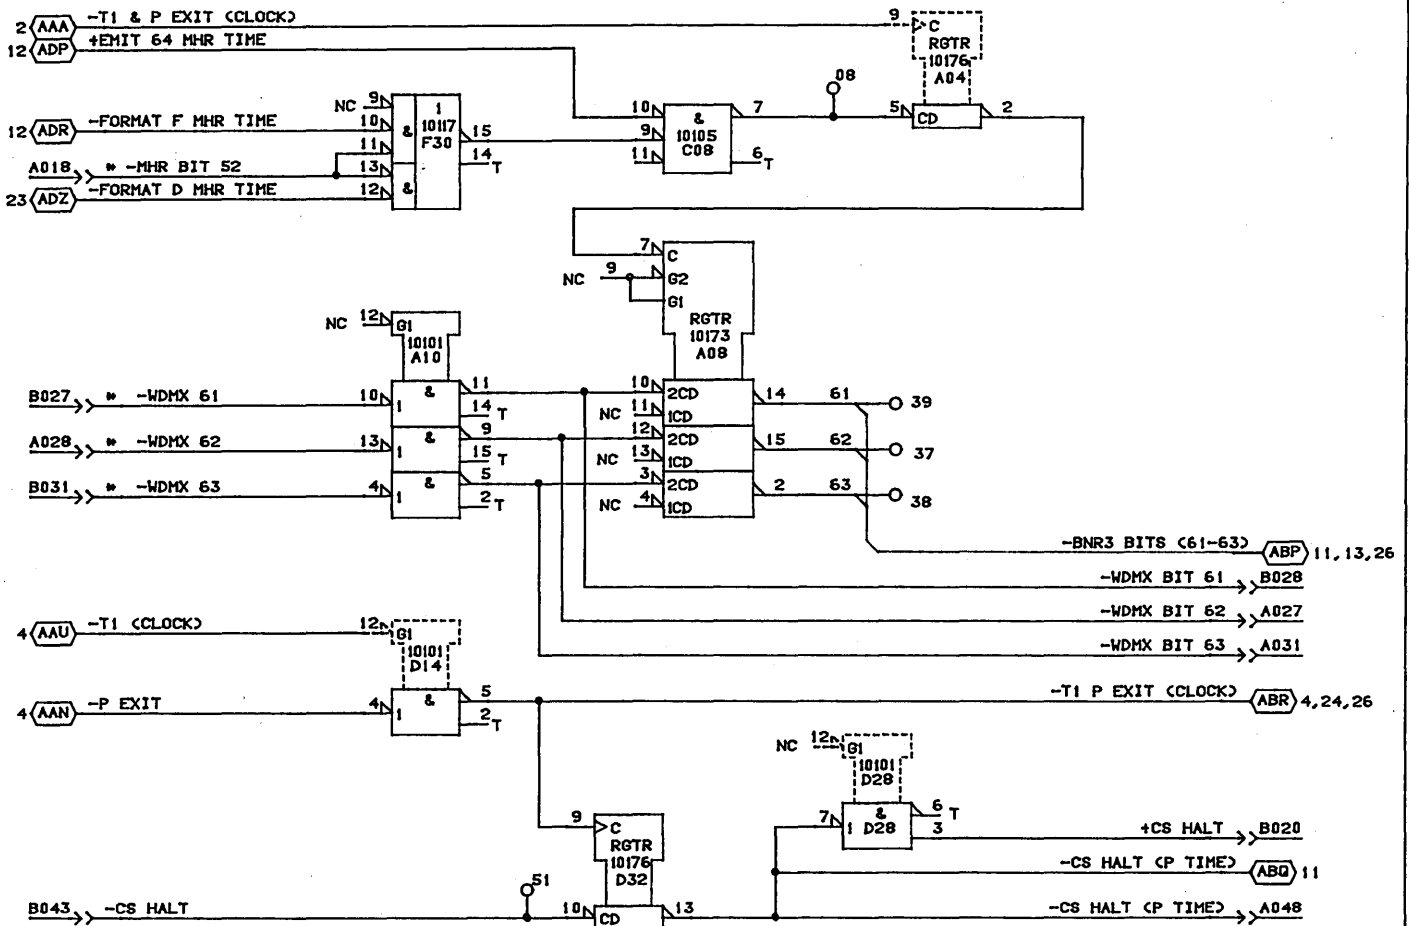 2 AAA -T1 & P EXIT (CLOCK) 9 C
12 ADP +EMIT 64 MHR TIME RGTR
10176
A04
08
NC 9 1 10 & 7 5 CD 2
12 ADR -FORMAT F MHR TIME 10 & 10117 15 9 10105
F30 C08
11 14 T 11 6 T
A018 * -MHR BIT 52 13
23 ADZ -FORMAT D MHR TIME 12 &
7 C
NC 9 G2
G1
NC 12 G1 RGTR
10101 10173
A10 A08
B027 * -WDMX 61 10 1 & 11 10 2CD 14 61 39
14 T NC 11 1CD
A028 * -WDMX 62 13 1 & 9 12 2CD 15 62 37
15 T NC 13 1CD
B031 * -WDMX 63 4 1 & 5 3 2CD 2 63 38
2 T NC 4 1CD
-BNR3 BITS (61-63) ABP 11,13,26
-WDMX BIT 61 B028
-WDMX BIT 62 A027
-WDMX BIT 63 A031
4 AAU -T1 (CLOCK) 12 G1
10101
D14
4 AAN -P EXIT 4 1 & 5 -T1 P EXIT (CLOCK) ABR 4,24,26
2 T
NC 12 G1
10101
D28
7 1 & 6 T
D28 3 +CS HALT B020
9 C
RGTR
10176
D32
-CS HALT (P TIME) ABQ 11
51
B043 -CS HALT 10 CD 13 -CS HALT (P TIME) A048